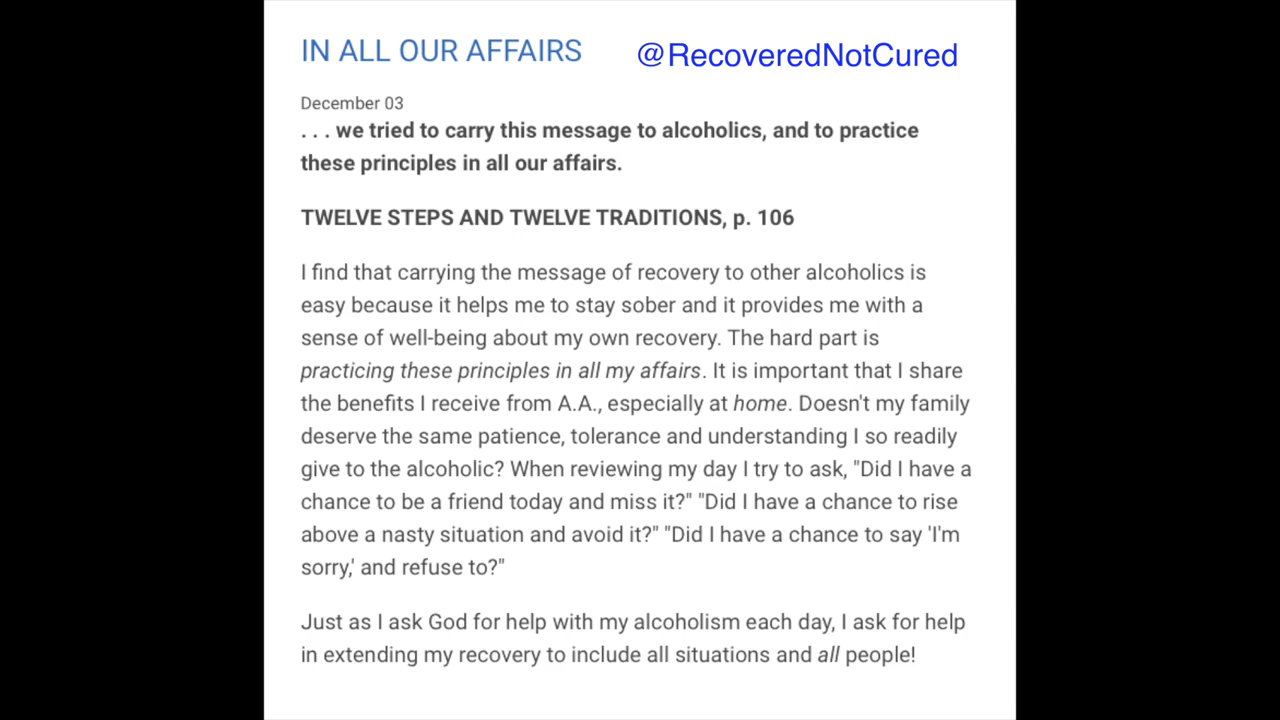 IN ALL OUR AFFAIRS @RecoveredNotCured
December 03
. . . we tried to carry this message to alcoholics, and to practice
these principles in all our affairs.
TWELVE STEPS AND TWELVE TRADITIONS, p. 106
I find that carrying the message of recovery to other alcoholics is
easy because it helps me to stay sober and it provides me with a
sense of well-being about my own recovery. The hard part is
practicing these principles in all my affairs. It is important that I share
the benefits I receive from A.A., especially at home. Doesn't my family
deserve the same patience, tolerance and understanding I so readily
give to the alcoholic? When reviewing my day I try to ask, "Did I have a
chance to be a friend today and miss it?" "Did I have a chance to rise
above a nasty situation and avoid it?" "Did I have a chance to say 'I'm
sorry,' and refuse to?"
Just as I ask God for help with my alcoholism each day, I ask for help
in extending my recovery to include all situations and all people!